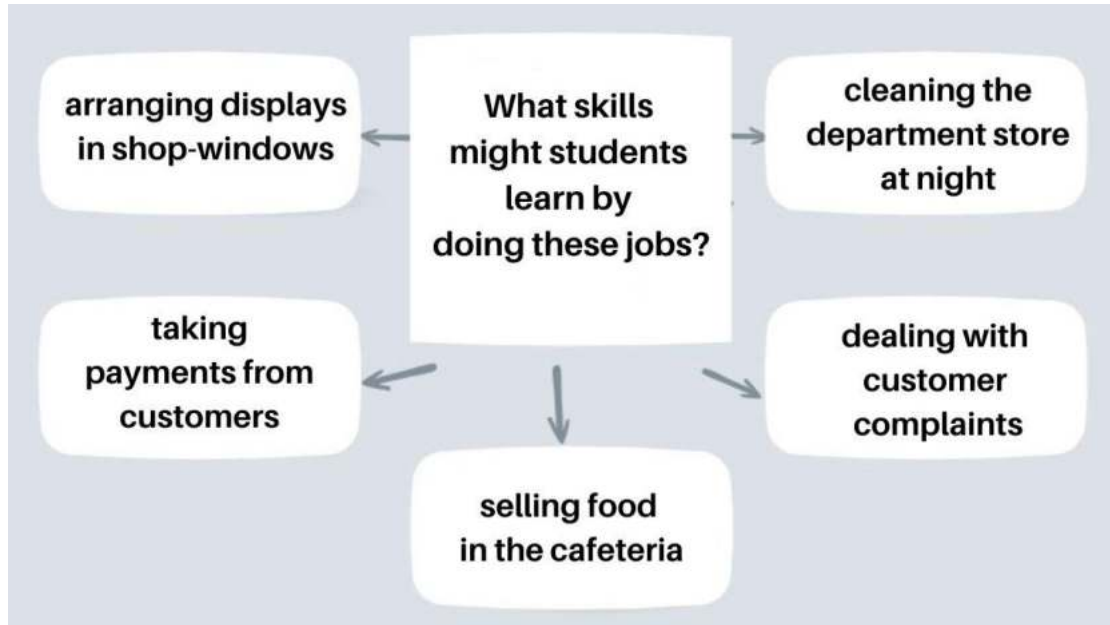 What skills
might students
learn by
doing these jobs?
arranging displays
in shop-windows
cleaning the
department store
at night
taking
payments from
customers
dealing with
customer
complaints
selling food
in the cafeteria